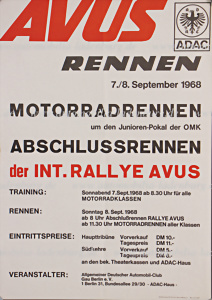 AVUS
ADAC
RENNEN
7./8. September 1968
MOTORRADRENNEN
um den Junioren-Pokal der OMK
ABSCHLUSSRENNEN
der INT. RALLYE AVUS
TRAINING: Sonnabend 7. Sept. 1968 ab 8.30 Uhr für alle
MOTORRADKLASSEN
RENNEN: Sonntag 8. Sept. 1968
ab 8 Uhr Abschlußrennen RALLYE AVUS
ab 11.30 Uhr MOTORRADRENNEN aller Klassen
EINTRITTSPREISE: Haupttribüne Vorverkauf DM 10,-
Tagespreis DM 11,-
Südkehre Vorverkauf DM 5,-
Tagespreis DM
an den bek. Theaterkassen und ADAC-Haus
VERANSTALTER: Allgemeiner Deutscher Automobil-Club
Gau Berlin e. V.
1 Berlin 31, Bundesallee 29/30 - ADAC-Haus